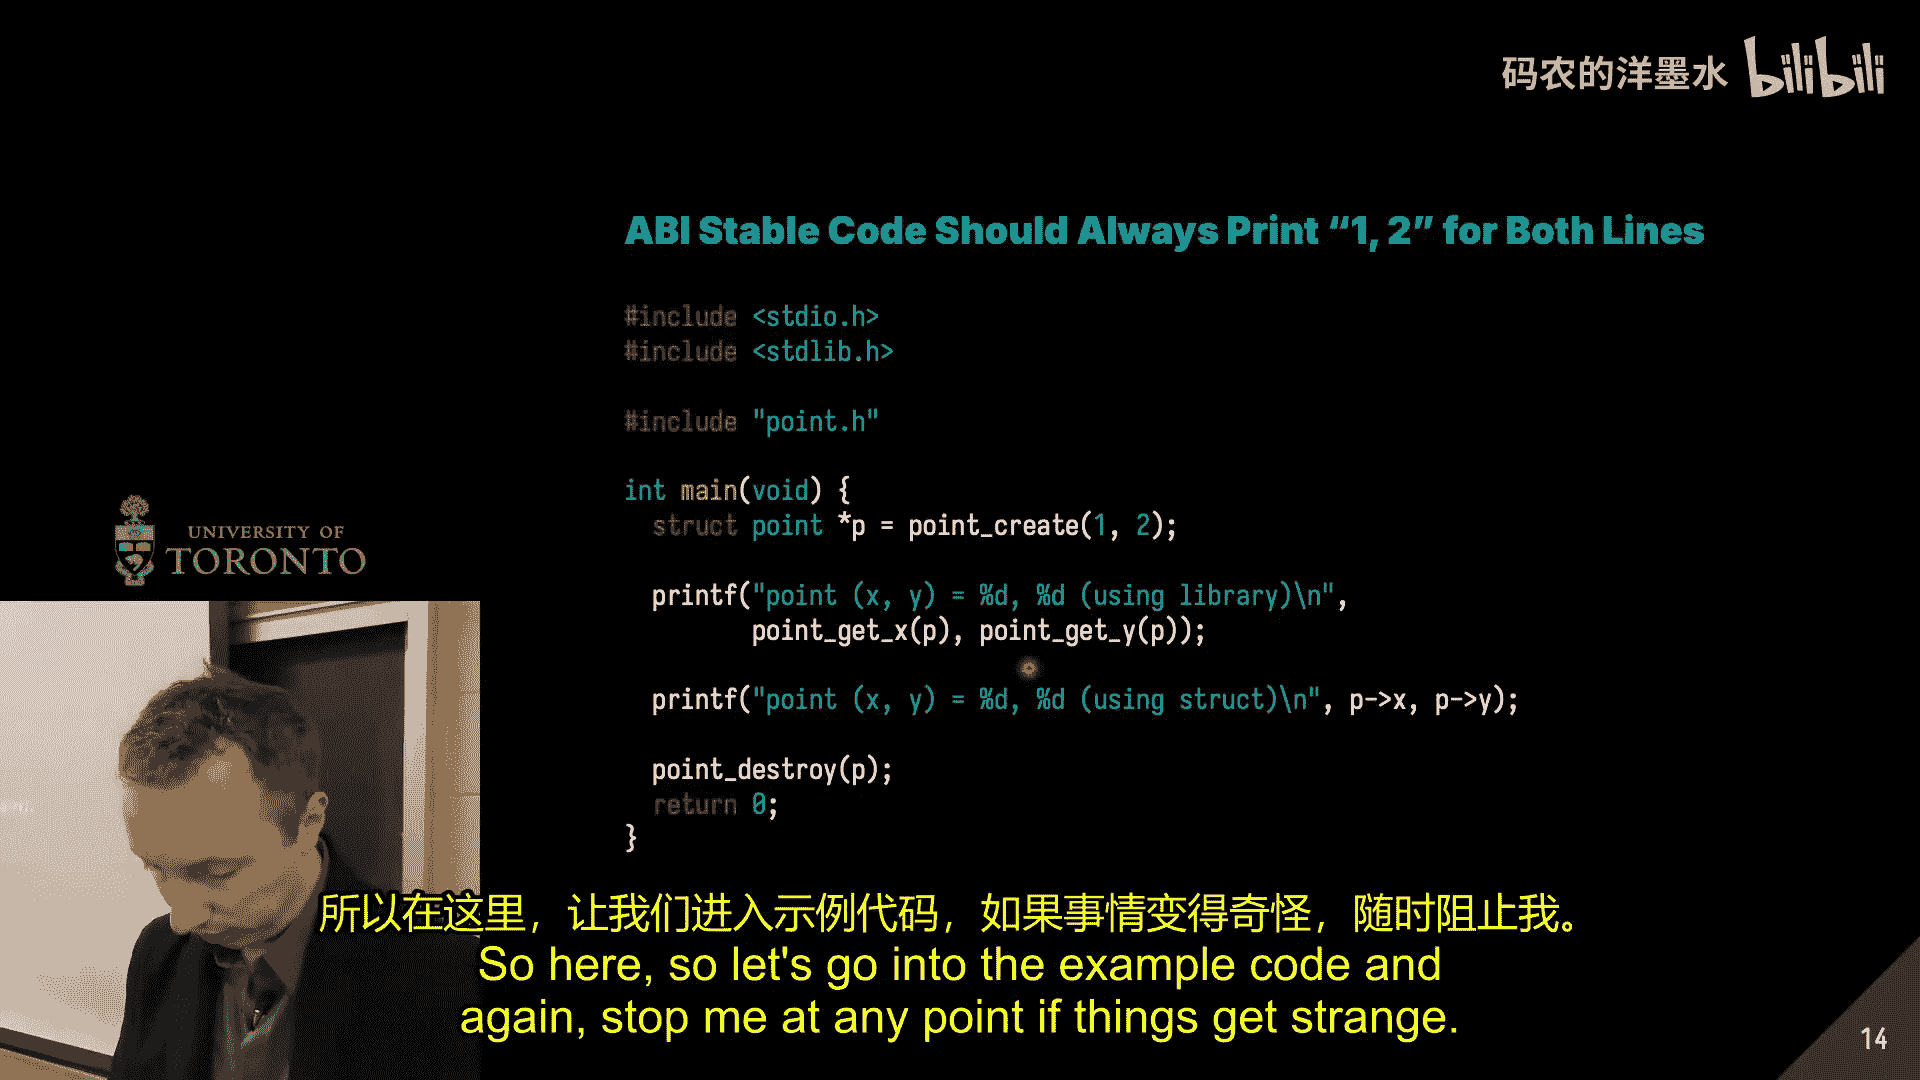 码农的洋墨水 bilibili
ABI Stable Code Should Always Print “1, 2” for Both Lines
#include <stdio.h>
#include <stdlib.h>
#include "point.h"
int main(void) {
  struct point *p = point_create(1, 2);
  printf("point (x, y) = %d, %d (using library)\n",
         point_get_x(p), point_get_y(p));
  printf("point (x, y) = %d, %d (using struct)\n", p->x, p->y);
  point_destroy(p);
  return 0;
}
UNIVERSITY OF
TORONTO
所以在这里，让我们进入示例代码，如果事情变得奇怪，随时阻止我。
So here, so let's go into the example code and
again, stop me at any point if things get strange.
14